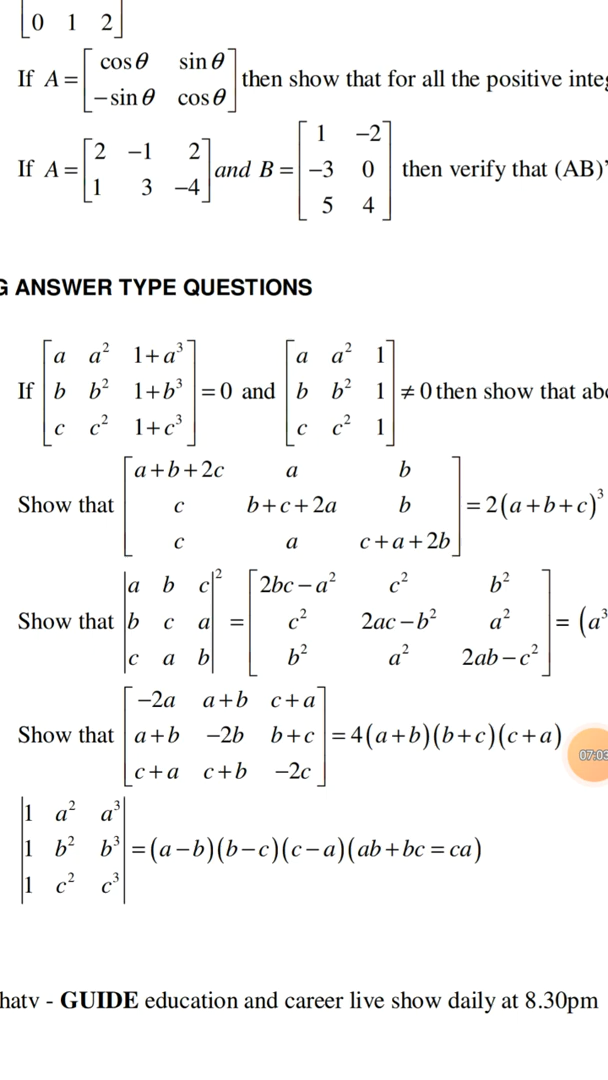 [0 1 2]
If A = [cosθ sinθ; −sinθ cosθ] then show that for all the positive
If A = [2 −1 2; 1 3 −4] and B = [1 −2; −3 0; 5 4] then verify that (AB)
ANSWER TYPE QUESTIONS
If [a a² 1+a³; b b² 1+b³; c c² 1+c³] = 0 and [a a² 1; b b² 1; c c² 1] ≠ 0 then show that
Show that [a+b+2c a b; c b+c+2a b; c a c+a+2b] = 2(a+b+c)³
Show that |a b c; b c a; c a b|² = [2bc−a² c² b²; c² 2ac−b² a²; b² a² 2ab−c²] = (a³
Show that [−2a a+b c+a; a+b −2b b+c; c+a c+b −2c] = 4(a+b)(b+c)(c+a)
07:03
|1 a² a³; 1 b² b³; 1 c² c³| = (a−b)(b−c)(c−a)(ab+bc=ca)
hatv - GUIDE education and career live show daily at 8.30pm